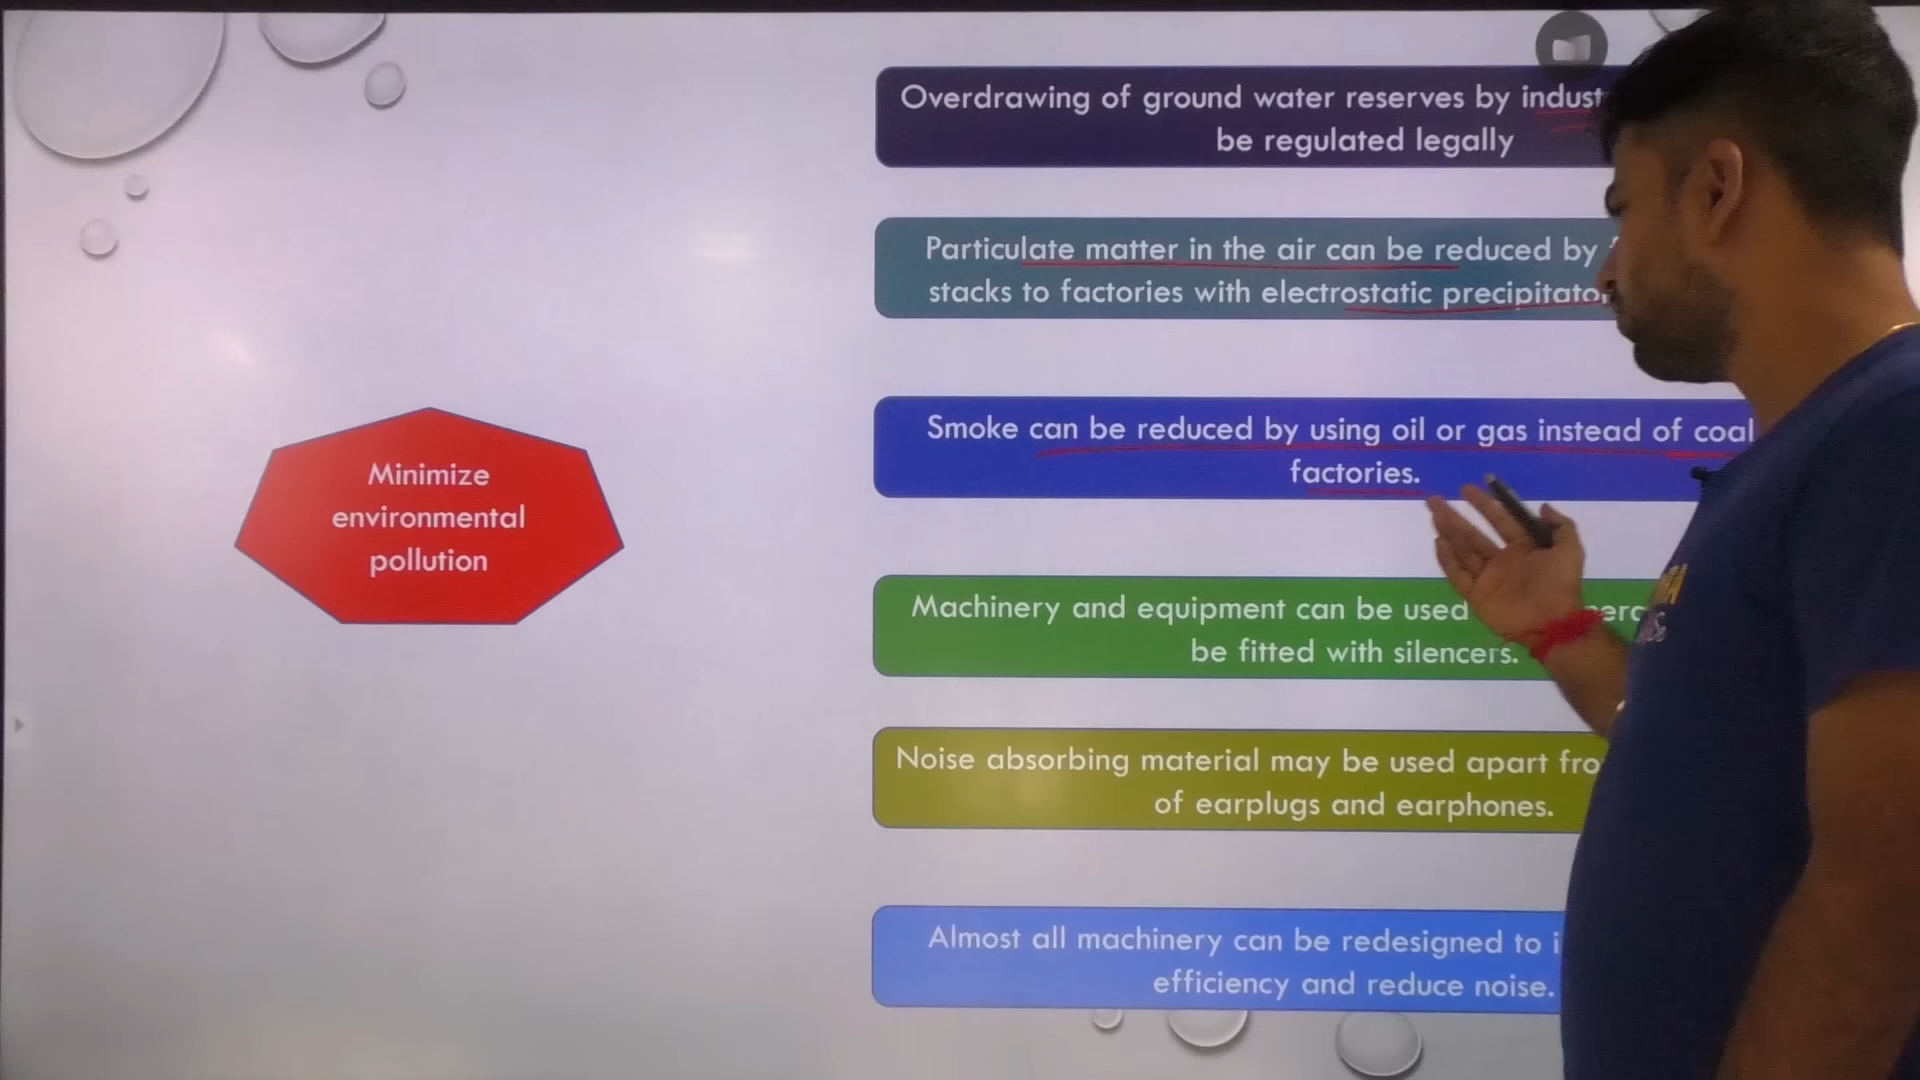 Overdrawing of ground water reserves by
be regulated legally
Particulate matter in the air can be reduced by
stacks to factories with electrostatic
Smoke can be reduced by using oil or gas instead of coal
factories.
Minimize
environmental
pollution
Machinery and equipment can be used
be fitted with silencers.
Noise absorbing material may be used apart
of earplugs and earphones.
Almost all machinery can be redesigned to
efficiency and reduce noise.